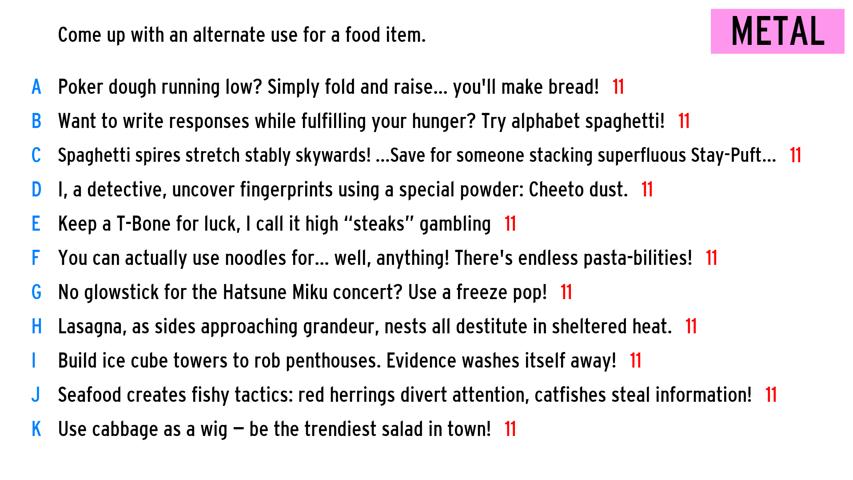 Come up with an alternate use for a food item.
METAL
A Poker dough running low? Simply fold and raise... you'll make bread! 11
B Want to write responses while fulfilling your hunger? Try alphabet spaghetti! 11
C Spaghetti spires stretch stably skywards! ...Save for someone stacking superfluous Stay-Puft... 11
D I, a detective, uncover fingerprints using a special powder: Cheeto dust. 11
E Keep a T-Bone for luck, I call it high “steaks” gambling 11
F You can actually use noodles for... well, anything! There's endless pasta-bilities! 11
G No glowstick for the Hatsune Miku concert? Use a freeze pop! 11
H Lasagna, as sides approaching grandeur, nests all destitute in sheltered heat. 11
I Build ice cube towers to rob penthouses. Evidence washes itself away! 11
J Seafood creates fishy tactics: red herrings divert attention, catfishes steal information! 11
K Use cabbage as a wig – be the trendiest salad in town! 11